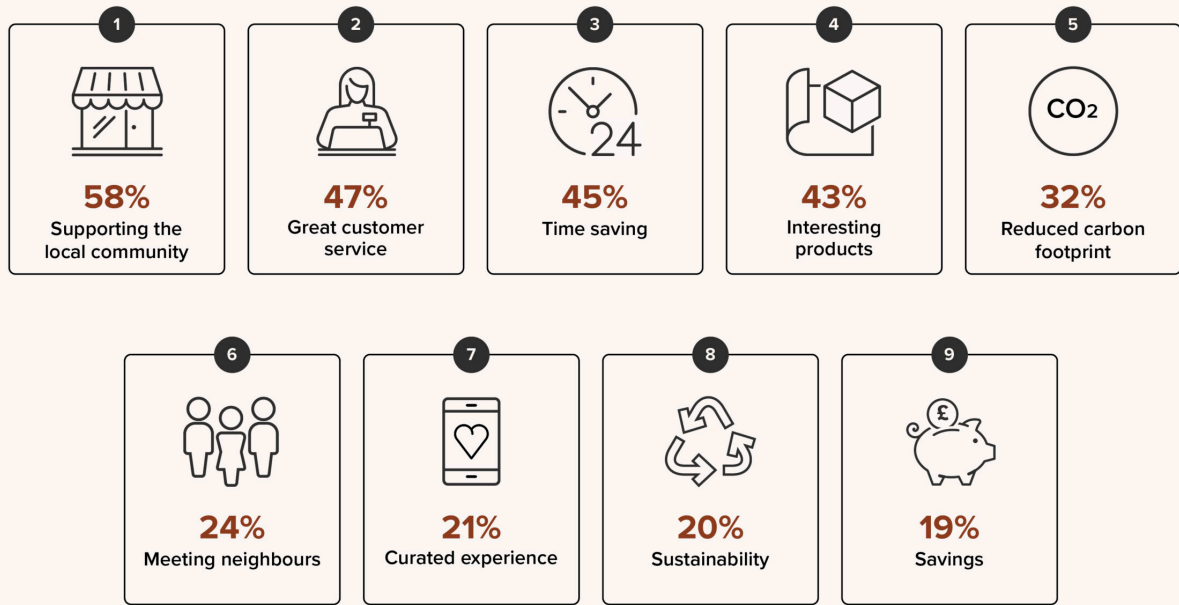 1
2
3
4
5
24
CO2
58%
Supporting the
local community
47%
Great customer
service
45%
Time saving
43%
Interesting
products
32%
Reduced carbon
footprint
6
7
8
9
£
24%
Meeting neighbours
21%
Curated experience
20%
Sustainability
19%
Savings